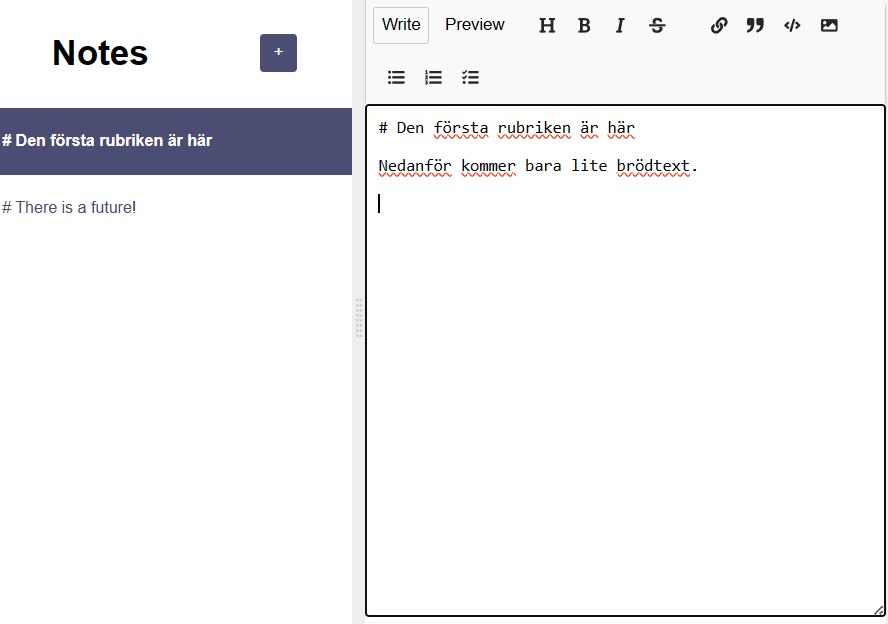 Notes
+
# Den första rubriken är här
# There is a future!
Write Preview H B I S
# Den första rubriken är här
Nedanför kommer bara lite brödtext.